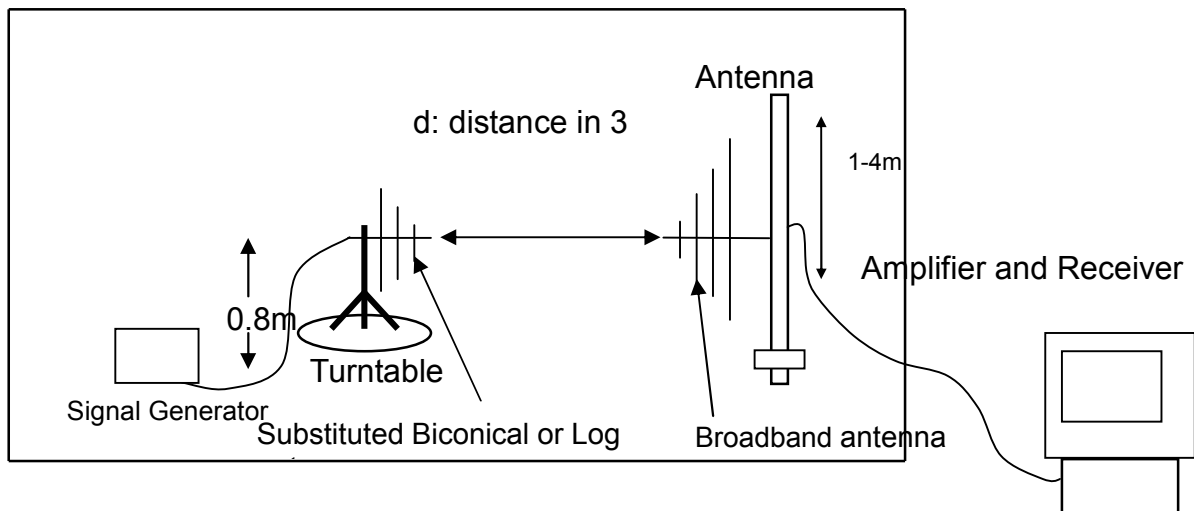 Antenna
d: distance in 3
1-4m
Amplifier and Receiver
0.8m
Turntable
Signal Generator
Substituted Biconical or Log
Broadband antenna